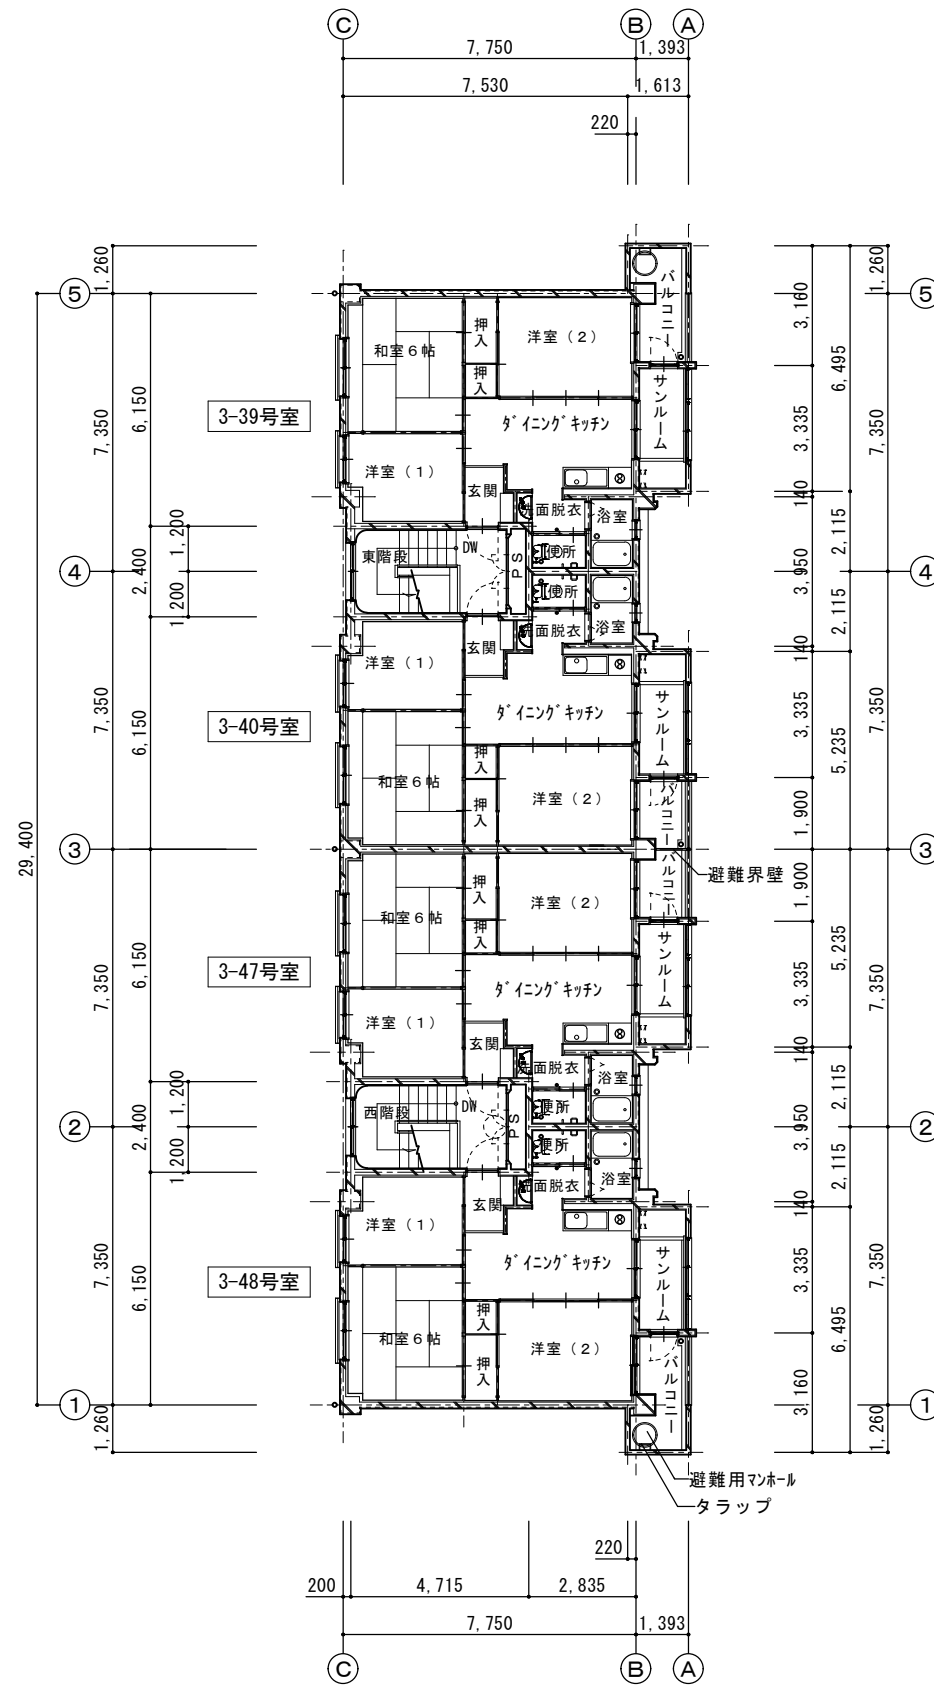 C B A
7,750 1,393
7,530 1,613
220
1,260 3,160 1,260
5 5
バルコニー
和室6帖 押入 洋室(2)
押入
サンルーム
6,495
3-39号室
ダイニングキッチン
7,350 6,150 3,335 7,350
洋室(1)
玄関
面脱衣 浴室
140
1,200 2,115
東階段 DW PS 便所
4 2,400 3,950 4
便所
1,200 2,115
面脱衣 浴室
洋室(1) 玄関
140
3-40号室
ダイニングキッチン
サンルーム
7,350 6,150 3,335 5,235 7,350
押入
和室6帖 押入 洋室(2)
バルコニー
1,900
29,400
3 3
避難界壁
バルコニー
1,900
押入 洋室(2)
和室6帖
押入
サンルーム
3-47号室
ダイニングキッチン
7,350 6,150 3,335 5,235 7,350
洋室(1)
玄関
面脱衣 浴室
140
1,200 2,115
西階段 DW PS 便所
2 2,400 3,950 2
便所
1,200 2,115
面脱衣 浴室
洋室(1) 玄関
140
3-48号室
ダイニングキッチン
サンルーム
7,350 6,150 3,335 6,495 7,350
押入
和室6帖 押入 洋室(2)
バルコニー
3,160
1 1
1,260 1,260
避難用マンホール
タラップ
220
200 4,715 2,835
7,750 1,393
C B A